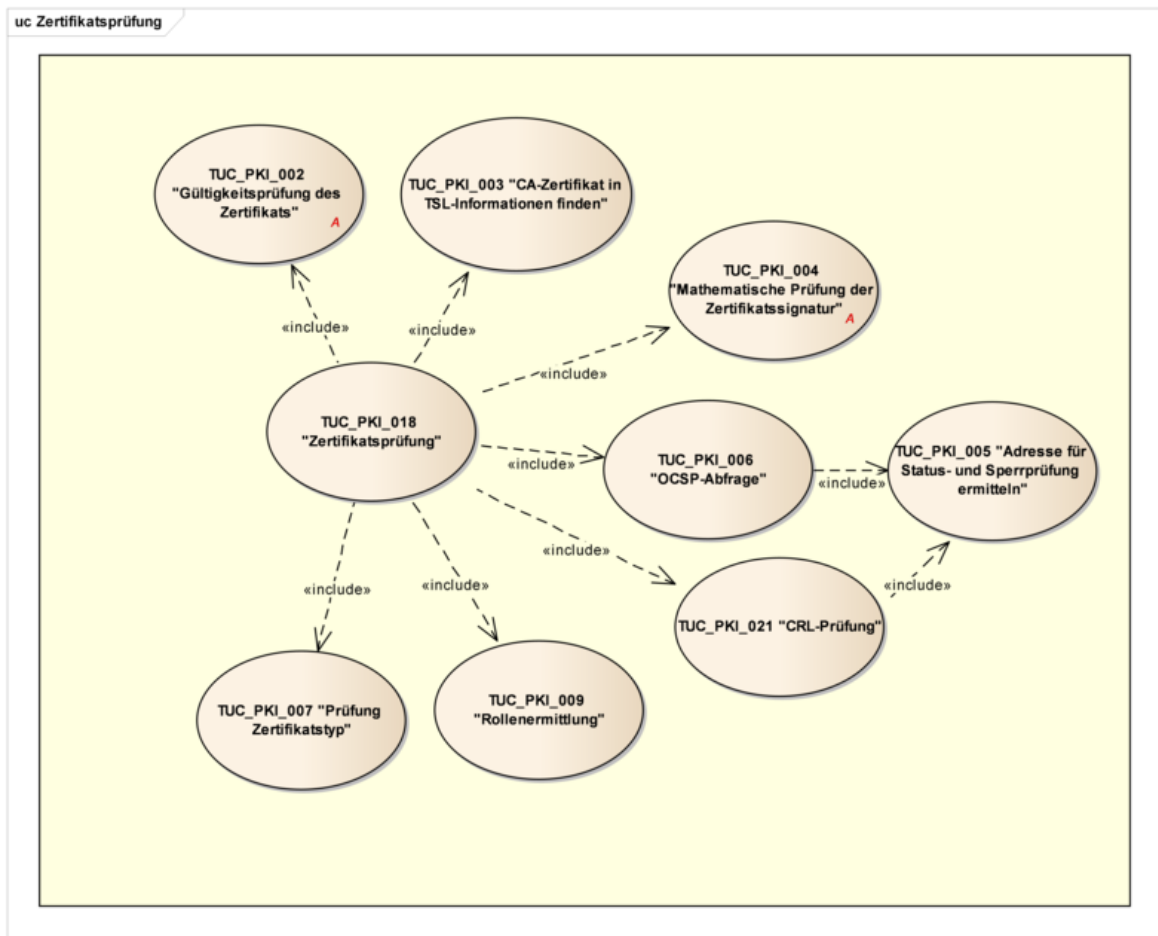 uc Zertifikatsprüfung
TUC_PKI_002
"Gültigkeitsprüfung des
Zertifikats"
A
TUC_PKI_003 "CA-Zertifikat in
TSL-Informationen finden"
TUC_PKI_004
"Mathematische Prüfung der
Zertifikatssignatur"
A
«include»
«include»
«include»
TUC_PKI_018
"Zertifikatsprüfung"
«include»
TUC_PKI_006
"OCSP-Abfrage"
«include»
TUC_PKI_005 "Adresse für
Status- und Sperrprüfung
ermitteln"
«include»
«include»
«include»
«include»
TUC_PKI_021 "CRL-Prüfung"
TUC_PKI_007 "Prüfung
Zertifikatstyp"
TUC_PKI_009
"Rollenermittlung"